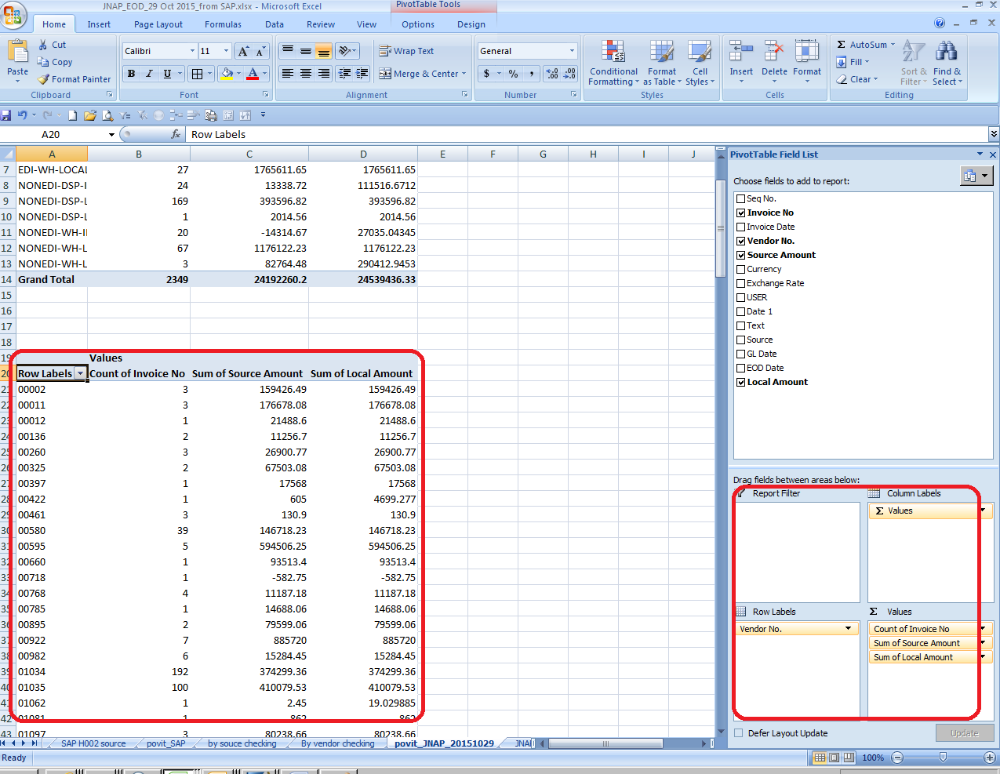 JNAP_EOD_29 Oct 2015_from SAP.xlsx - Microsoft Excel
PivotTable Tools
Home Insert Page Layout Formulas Data Review View Options Design
Paste
Cut
Copy
Format Painter
Clipboard
Calibri 11
B I U
Font
Wrap Text
Merge & Center
Alignment
General
$ % ,
Number
Conditional Formatting
Format as Table
Cell Styles
Styles
Insert Delete Format
Cells
AutoSum
Fill
Clear
Sort & Filter
Find & Select
Editing
A20 fx Row Labels
A B C D E F G H I J
7 EDI-WH-LOCAL 27 1765611.65 1765611.65
8 NONEDI-DSP-I 24 13338.72 111516.6712
9 NONEDI-DSP-L 169 393596.82 393596.82
10 NONEDI-DSP-L 1 2014.56 2014.56
11 NONEDI-WH-II 20 -14314.67 27035.04345
12 NONEDI-WH-L 67 1176122.23 1176122.23
13 NONEDI-WH-L 3 82764.48 290412.9453
14 Grand Total 2349 24192260.2 24539436.33
15
16
17
18
19 Values
20 Row Labels Count of Invoice No Sum of Source Amount Sum of Local Amount
21 00002 3 159426.49 159426.49
22 00011 3 176678.08 176678.08
23 00012 1 21488.6 21488.6
24 00136 2 11256.7 11256.7
25 00260 3 26900.77 26900.77
26 00325 2 67503.08 67503.08
27 00397 1 17568 17568
28 00422 1 605 4699.277
29 00461 3 130.9 130.9
30 00580 39 146718.23 146718.23
31 00595 5 594506.25 594506.25
32 00660 1 93513.4 93513.4
33 00718 1 -582.75 -582.75
34 00768 4 11187.18 11187.18
35 00785 1 14688.06 14688.06
36 00895 2 79599.06 79599.06
37 00922 7 885720 885720
38 00982 6 15284.45 15284.45
39 01034 192 374299.36 374299.36
40 01035 100 410079.53 410079.53
41 01062 1 2.45 19.029885
42 01081 1 862 862
43 01097 3 80238.66 80238.66
SAP H002 source povit_SAP by souce checking By vendor checking povit_JNAP_20151029 JNA
Ready 100%
PivotTable Field List
Choose fields to add to report:
Seq No.
Invoice No
Invoice Date
Vendor No.
Source Amount
Currency
Exchange Rate
USER
Date 1
Text
Source
GL Date
EOD Date
Local Amount
Drag fields between areas below:
Report Filter
Column Labels
Σ Values
Row Labels
Σ Values
Vendor No.
Count of Invoice No
Sum of Source Amount
Sum of Local Amount
Defer Layout Update
Update